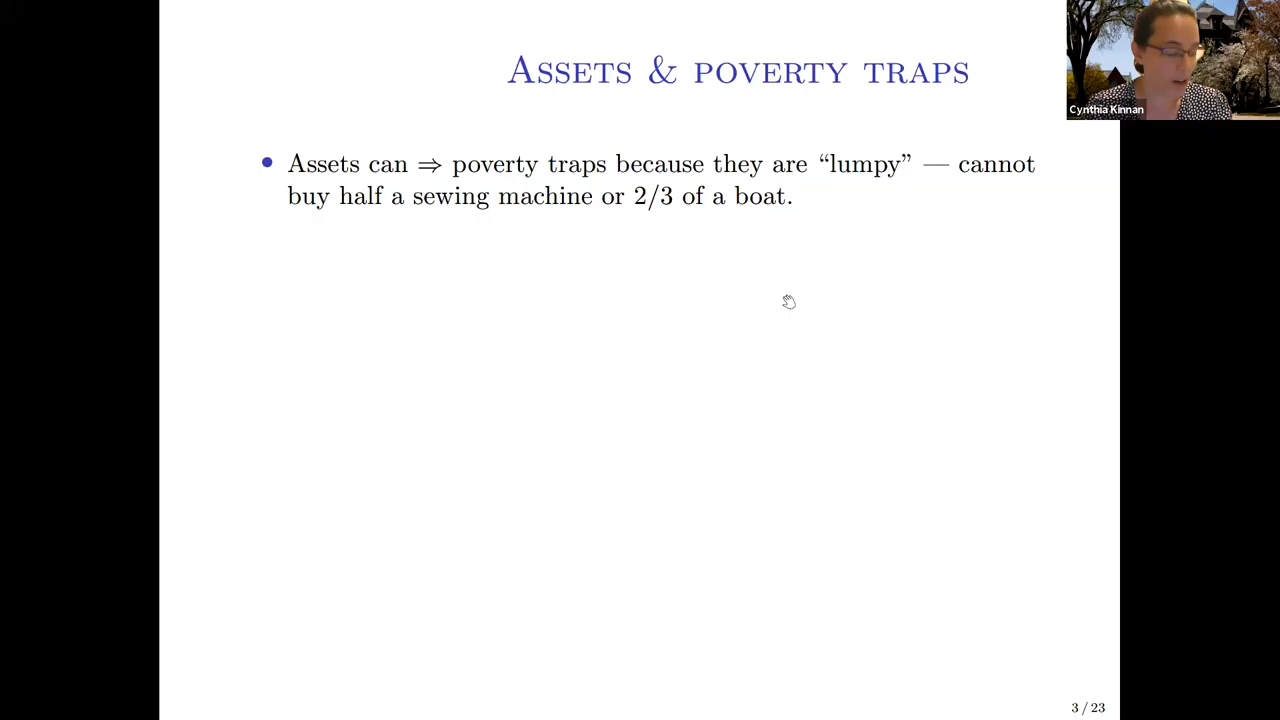 ASSETS & POVERTY TRAPS
Cynthia Kinnan
• Assets can ⇒ poverty traps because they are “lumpy” — cannot
buy half a sewing machine or 2/3 of a boat.
3 / 23